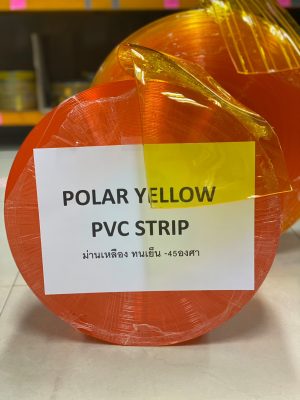 POLAR YELLOW
PVC STRIP
ม่านเหลือง ทนเย็น -45องศา